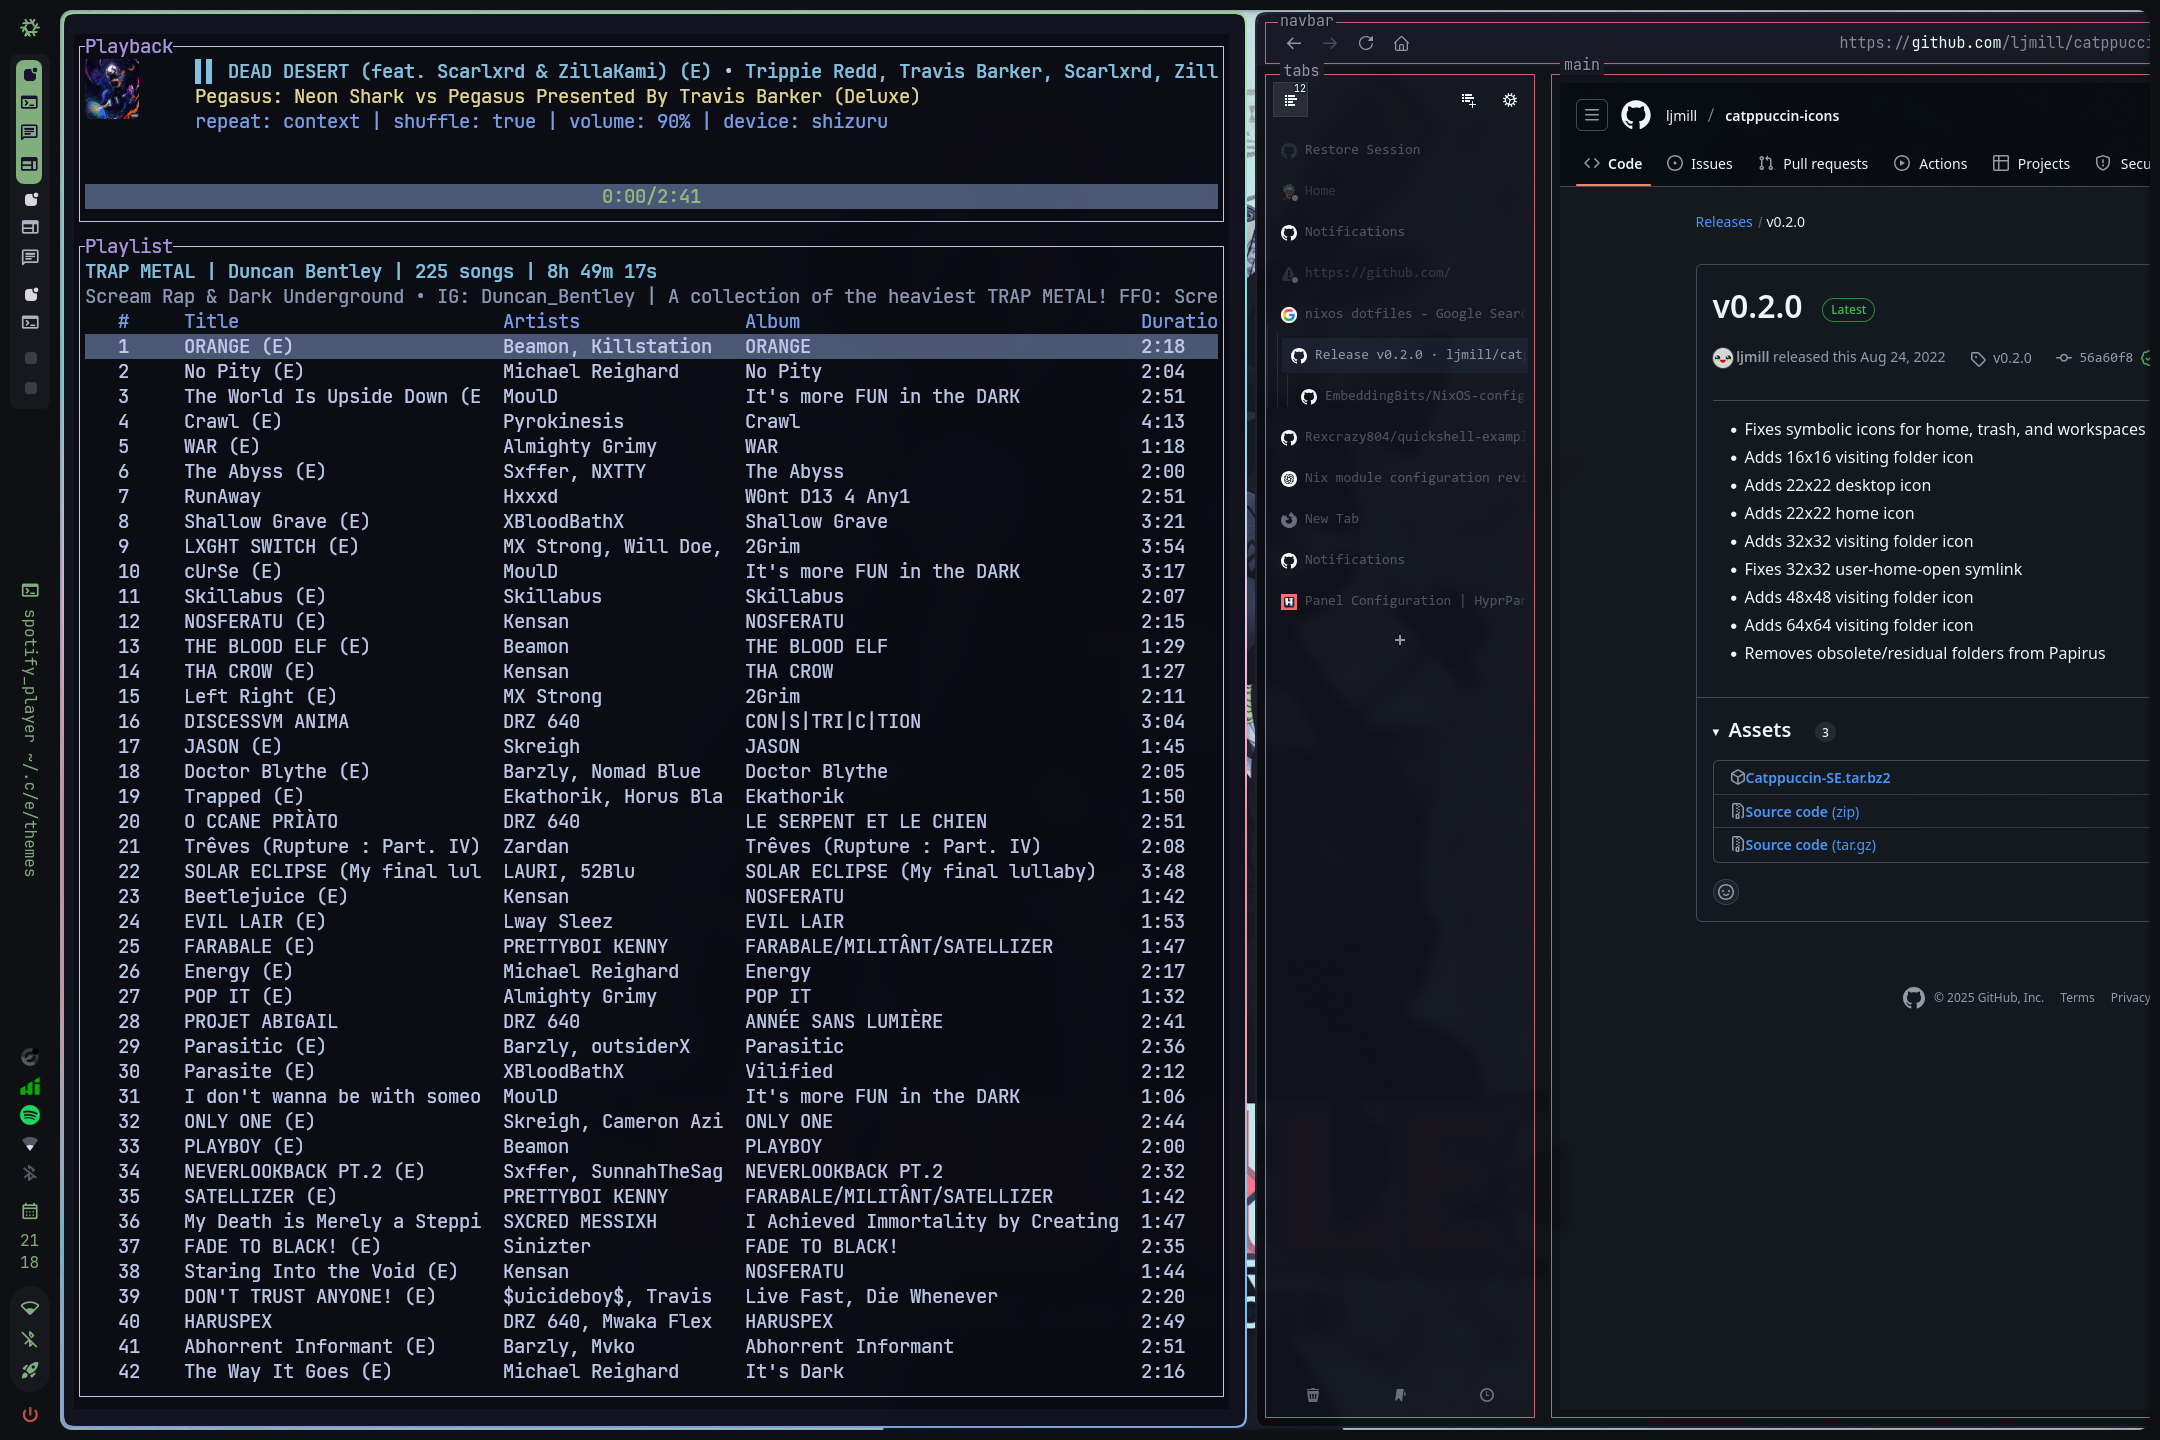 Playback
DEAD DESERT (feat. Scarlxrd & ZillaKami) (E) • Trippie Redd, Travis Barker, Scarlxrd, Zill
Pegasus: Neon Shark vs Pegasus Presented By Travis Barker (Deluxe)
repeat: context | shuffle: true | volume: 90% | device: shizuru
0:00/2:41
Playlist
TRAP METAL | Duncan Bentley | 225 songs | 8h 49m 17s
Scream Rap & Dark Underground • IG: Duncan_Bentley | A collection of the heaviest TRAP METAL! FFO: Scre
# Title Artists Album Duratio
1 ORANGE (E) Beamon, Killstation ORANGE 2:18
2 No Pity (E) Michael Reighard No Pity 2:04
3 The World Is Upside Down (E MoulD It's more FUN in the DARK 2:51
4 Crawl (E) Pyrokinesis Crawl 4:13
5 WAR (E) Almighty Grimy WAR 1:18
6 The Abyss (E) Sxffer, NXTTY The Abyss 2:00
7 RunAway Hxxxd W0nt D13 4 Any1 2:51
8 Shallow Grave (E) XBloodBathX Shallow Grave 3:21
9 LXGHT SWITCH (E) MX Strong, Will Doe, 2Grim 3:54
10 cUrSe (E) MoulD It's more FUN in the DARK 3:17
11 Skillabus (E) Skillabus Skillabus 2:07
12 NOSFERATU (E) Kensan NOSFERATU 2:15
13 THE BLOOD ELF (E) Beamon THE BLOOD ELF 1:29
14 THA CROW (E) Kensan THA CROW 1:27
15 Left Right (E) MX Strong 2Grim 2:11
16 DISCESSVM ANIMA DRZ 640 CON|S|TRI|C|TION 3:04
17 JASON (E) Skreigh JASON 1:45
18 Doctor Blythe (E) Barzly, Nomad Blue Doctor Blythe 2:05
19 Trapped (E) Ekathorik, Horus Bla Ekathorik 1:50
20 O CCANE PRÌÀTO DRZ 640 LE SERPENT ET LE CHIEN 2:51
21 Trêves (Rupture : Part. IV) Zardan Trêves (Rupture : Part. IV) 2:08
22 SOLAR ECLIPSE (My final lul LAURI, 52Blu SOLAR ECLIPSE (My final lullaby) 3:48
23 Beetlejuice (E) Kensan NOSFERATU 1:42
24 EVIL LAIR (E) Lway Sleez EVIL LAIR 1:53
25 FARABALE (E) PRETTYBOI KENNY FARABALE/MILITÂNT/SATELLIZER 1:47
26 Energy (E) Michael Reighard Energy 2:17
27 POP IT (E) Almighty Grimy POP IT 1:32
28 PROJET ABIGAIL DRZ 640 ANNÉE SANS LUMIÈRE 2:41
29 Parasitic (E) Barzly, outsiderX Parasitic 2:36
30 Parasite (E) XBloodBathX Vilified 2:12
31 I don't wanna be with someo MoulD It's more FUN in the DARK 1:06
32 ONLY ONE (E) Skreigh, Cameron Azi ONLY ONE 2:44
33 PLAYBOY (E) Beamon PLAYBOY 2:00
34 NEVERLOOKBACK PT.2 (E) Sxffer, SunnahTheSag NEVERLOOKBACK PT.2 2:32
35 SATELLIZER (E) PRETTYBOI KENNY FARABALE/MILITÂNT/SATELLIZER 1:42
36 My Death is Merely a Steppi SXCRED MESSIXH I Achieved Immortality by Creating 1:47
37 FADE TO BLACK! (E) Sinizter FADE TO BLACK! 2:35
38 Staring Into the Void (E) Kensan NOSFERATU 1:44
39 DON'T TRUST ANYONE! (E) $uicideboy$, Travis Live Fast, Die Whenever 2:20
40 HARUSPEX DRZ 640, Mwaka Flex HARUSPEX 2:49
41 Abhorrent Informant (E) Barzly, Mvko Abhorrent Informant 2:51
42 The Way It Goes (E) Michael Reighard It's Dark 2:16
spotify_player ~/.c/e/themes
21
18
navbar
https://github.com/ljmill/catppucci
tabs
12
Restore Session
Home
Notifications
https://github.com/
nixos dotfiles - Google Searc
Release v0.2.0 · ljmill/cat
EmbeddingBits/NixOS-config
Rexcrazy804/quickshell-exampl
Nix module configuration revi
New Tab
Notifications
Panel Configuration | HyprPan
+
main
ljmill / catppuccin-icons
Code
Issues
Pull requests
Actions
Projects
Secu
Releases / v0.2.0
v0.2.0 Latest
ljmill released this Aug 24, 2022 v0.2.0 56a60f8
• Fixes symbolic icons for home, trash, and workspaces
• Adds 16x16 visiting folder icon
• Adds 22x22 desktop icon
• Adds 22x22 home icon
• Adds 32x32 visiting folder icon
• Fixes 32x32 user-home-open symlink
• Adds 48x48 visiting folder icon
• Adds 64x64 visiting folder icon
• Removes obsolete/residual folders from Papirus
Assets 3
Catppuccin-SE.tar.bz2
Source code (zip)
Source code (tar.gz)
© 2025 GitHub, Inc. Terms Privacy